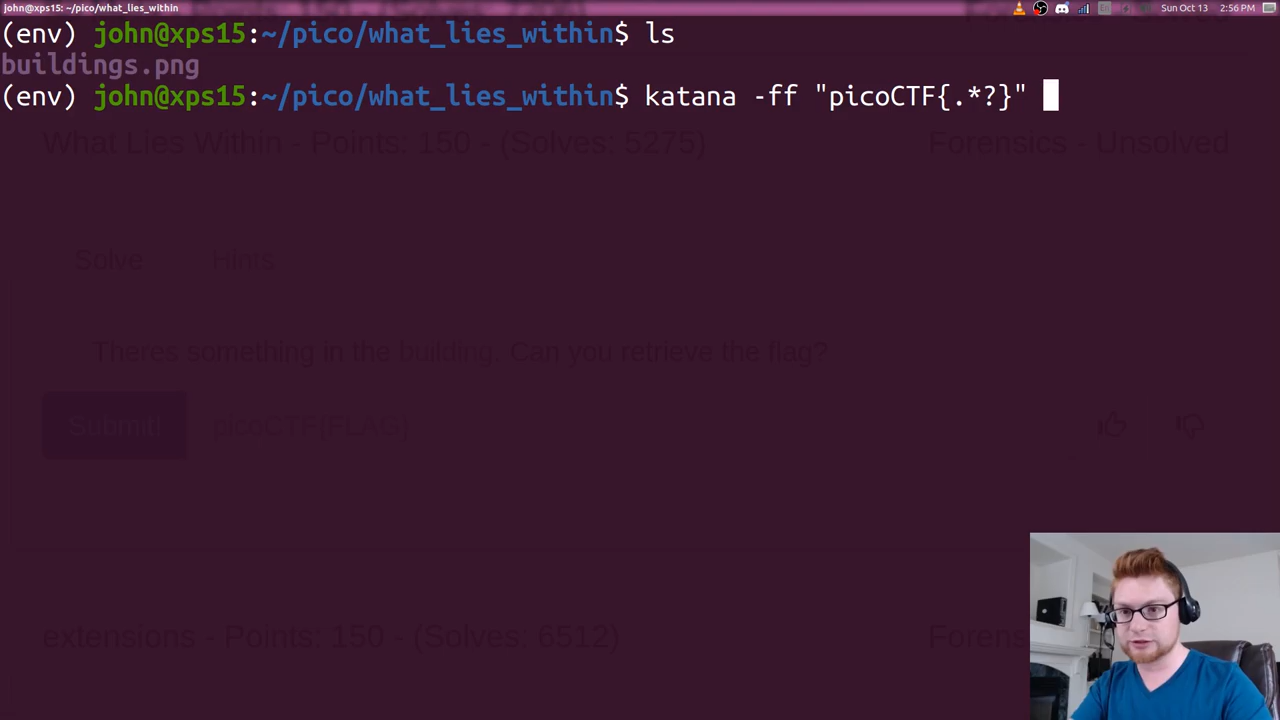 john@xps15: ~/pico/what_lies_within
Sun Oct 13 2:56 PM
(env) john@xps15:~/pico/what_lies_within$ ls
buildings.png
(env) john@xps15:~/pico/what_lies_within$ katana -ff "picoCTF{.*?}"
What Lies Within - Points: 150 - (Solves: 5275) Forensics - Unsolved
Solve Hints
Theres something in the building. Can you retrieve the flag?
Submit! picoCTF{FLAG}
extensions - Points: 150 - (Solves: 6512)